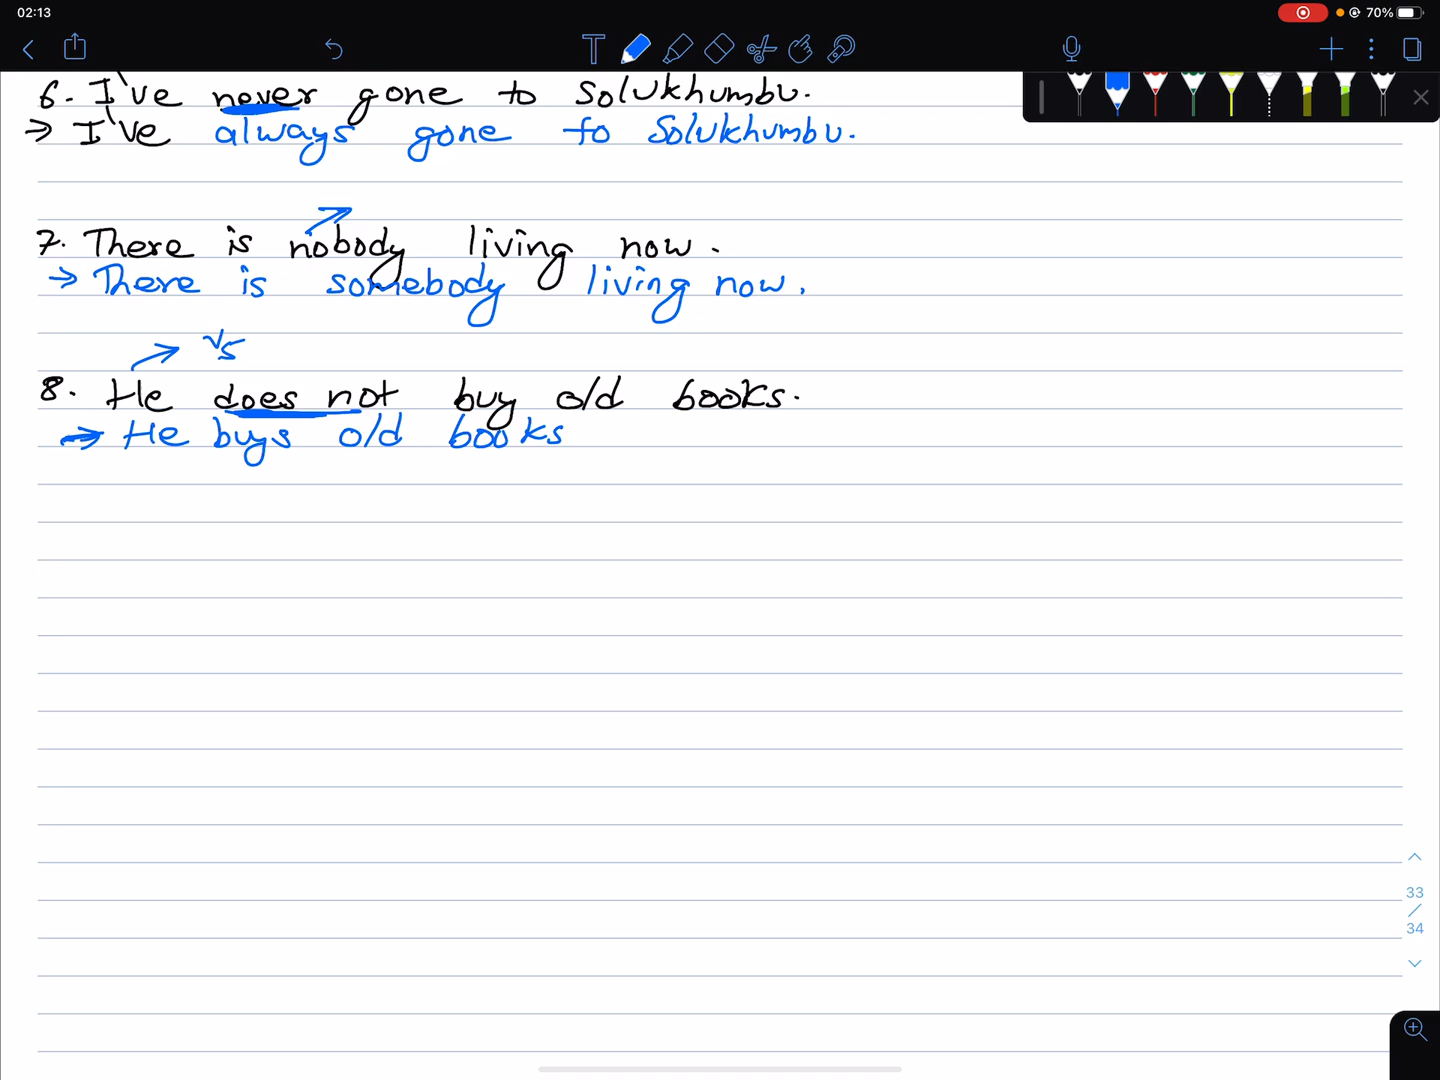 02:13
70%
6. I've never gone to Solukhumbu.
→ I've always gone to Solukhumbu.
7. There is nobody living now.
→ There is somebody living now.
V5
8. He does not buy old books.
→ He buys old books
33
34